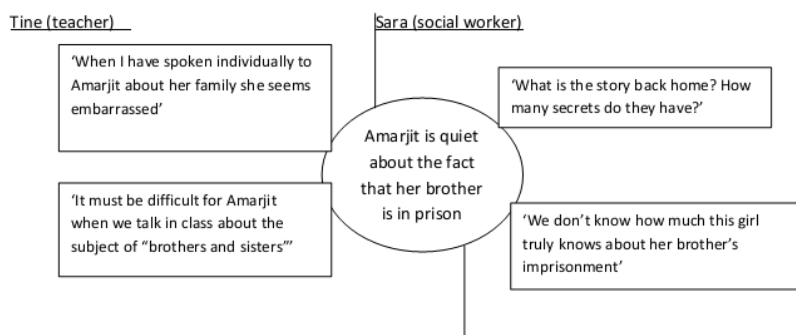 Tine (teacher)
Sara (social worker)
‘When I have spoken individually to
Amarjit about her family she seems
embarrassed’
‘What is the story back home? How
many secrets do they have?’
Amarjit is quiet
about the fact
that her brother
is in prison
‘It must be difficult for Amarjit
when we talk in class about the
subject of “brothers and sisters”’
‘We don’t know how much this girl
truly knows about her brother’s
imprisonment’